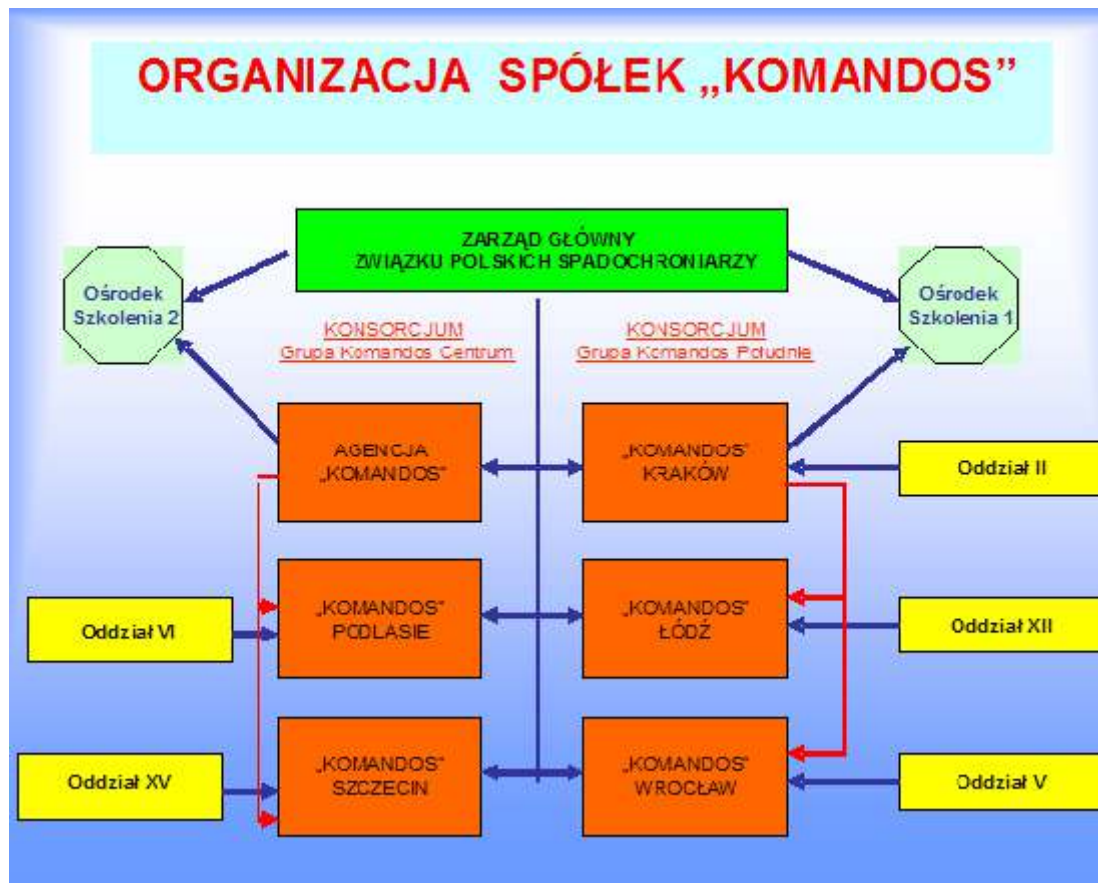 ORGANIZACJA SPÓŁEK „KOMANDOS”
ZARZĄD GŁÓWNY
ZWIĄZKU POLSKICH SPADOCHRONIARZY
Ośrodek
Szkolenia 2
Ośrodek
Szkolenia 1
KONSORCJUM
Grupa Komandos Centrum
KONSORCJUM
Grupa Komandos Południe
AGENCJA
„KOMANDOS”
„KOMANDOS”
KRAKÓW
Oddział II
Oddział VI
„KOMANDOS”
PODLASIE
„KOMANDOS”
ŁÓDŹ
Oddział XII
Oddział XV
„KOMANDOS”
SZCZECIN
„KOMANDOS”
WROCŁAW
Oddział V